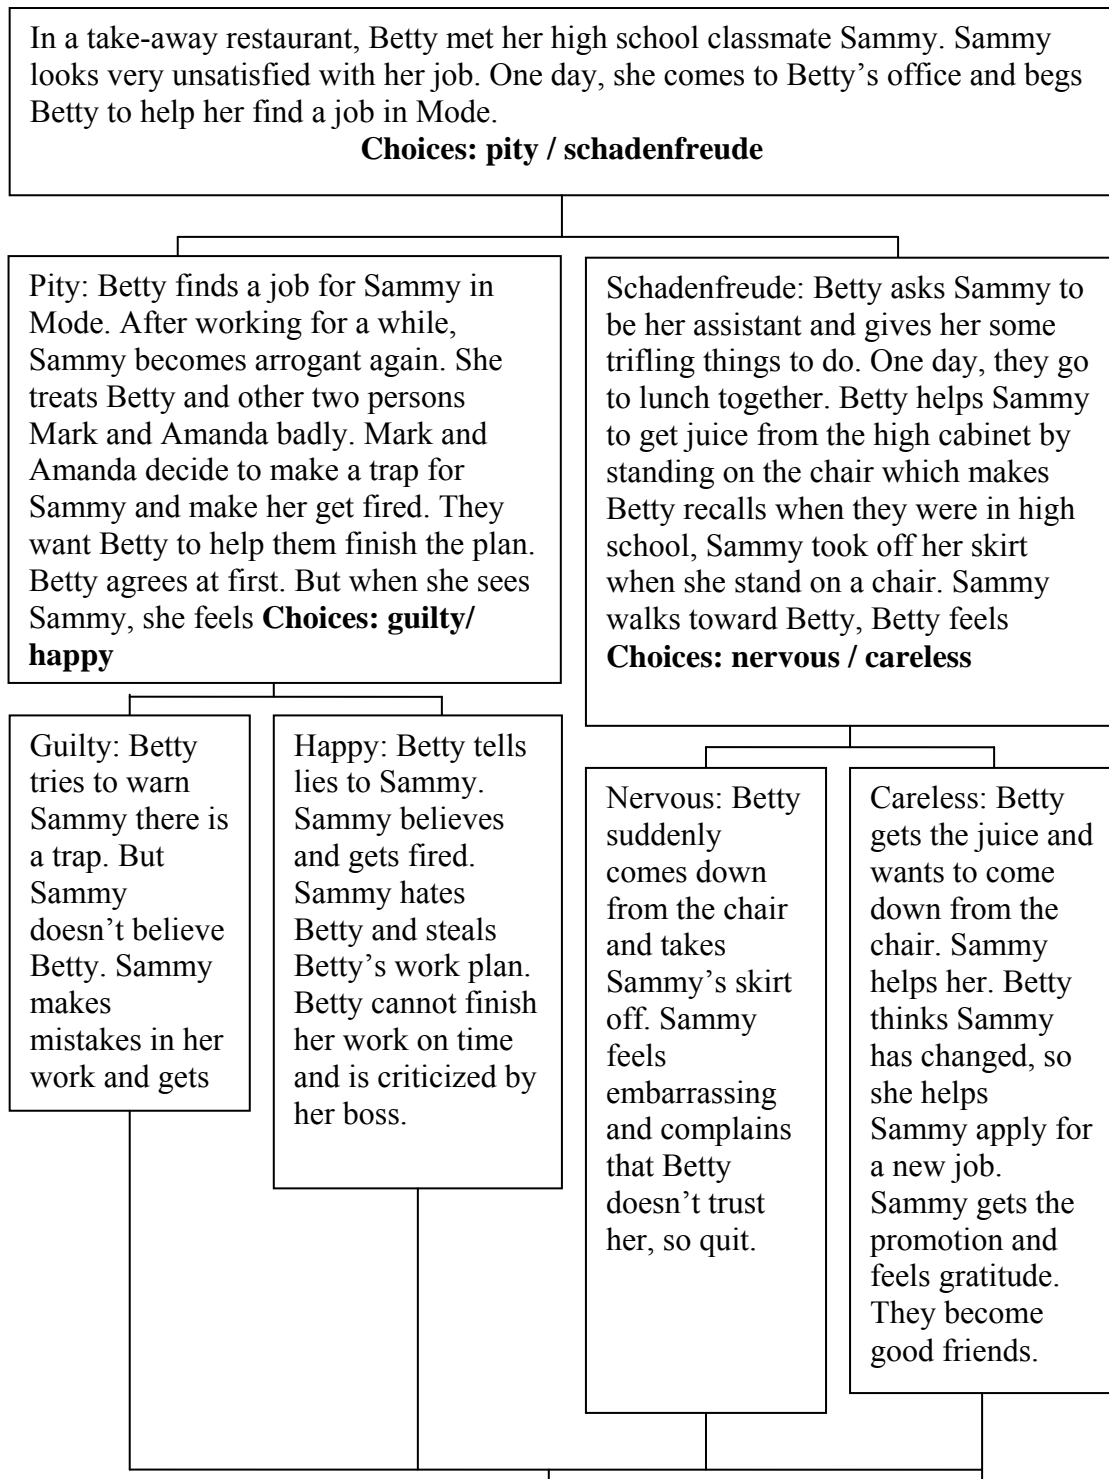 In a take-away restaurant, Betty met her high school classmate Sammy. Sammy
looks very unsatisfied with her job. One day, she comes to Betty’s office and begs
Betty to help her find a job in Mode.
Choices: pity / schadenfreude
Pity: Betty finds a job for Sammy in
Mode. After working for a while,
Sammy becomes arrogant again. She
treats Betty and other two persons
Mark and Amanda badly. Mark and
Amanda decide to make a trap for
Sammy and make her get fired. They
want Betty to help them finish the plan.
Betty agrees at first. But when she sees
Sammy, she feels Choices: guilty/
happy
Schadenfreude: Betty asks Sammy to
be her assistant and gives her some
trifling things to do. One day, they go
to lunch together. Betty helps Sammy
to get juice from the high cabinet by
standing on the chair which makes
Betty recalls when they were in high
school, Sammy took off her skirt
when she stand on a chair. Sammy
walks toward Betty, Betty feels
Choices: nervous / careless
Guilty: Betty
tries to warn
Sammy there is
a trap. But
Sammy
doesn’t believe
Betty. Sammy
makes
mistakes in her
work and gets
Happy: Betty tells
lies to Sammy.
Sammy believes
and gets fired.
Sammy hates
Betty and steals
Betty’s work plan.
Betty cannot finish
her work on time
and is criticized by
her boss.
Nervous: Betty
suddenly
comes down
from the chair
and takes
Sammy’s skirt
off. Sammy
feels
embarrassing
and complains
that Betty
doesn’t trust
her, so quit.
Careless: Betty
gets the juice and
wants to come
down from the
chair. Sammy
helps her. Betty
thinks Sammy
has changed, so
she helps
Sammy apply for
a new job.
Sammy gets the
promotion and
feels gratitude.
They become
good friends.